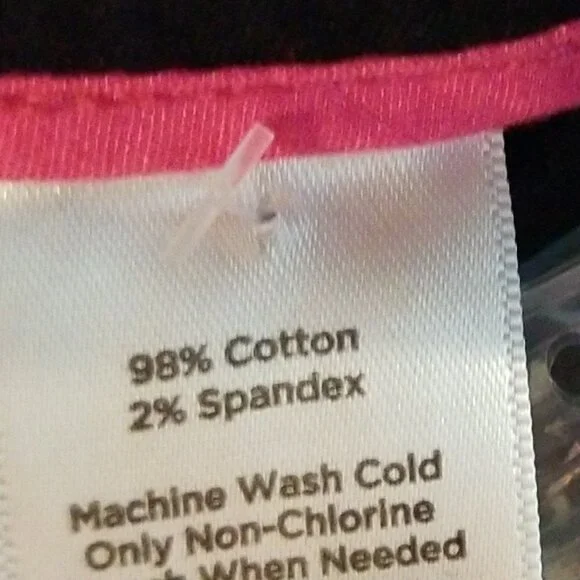 98% Cotton
2% Spandex
Machine Wash Cold
Only Non-Chlorine
When Needed